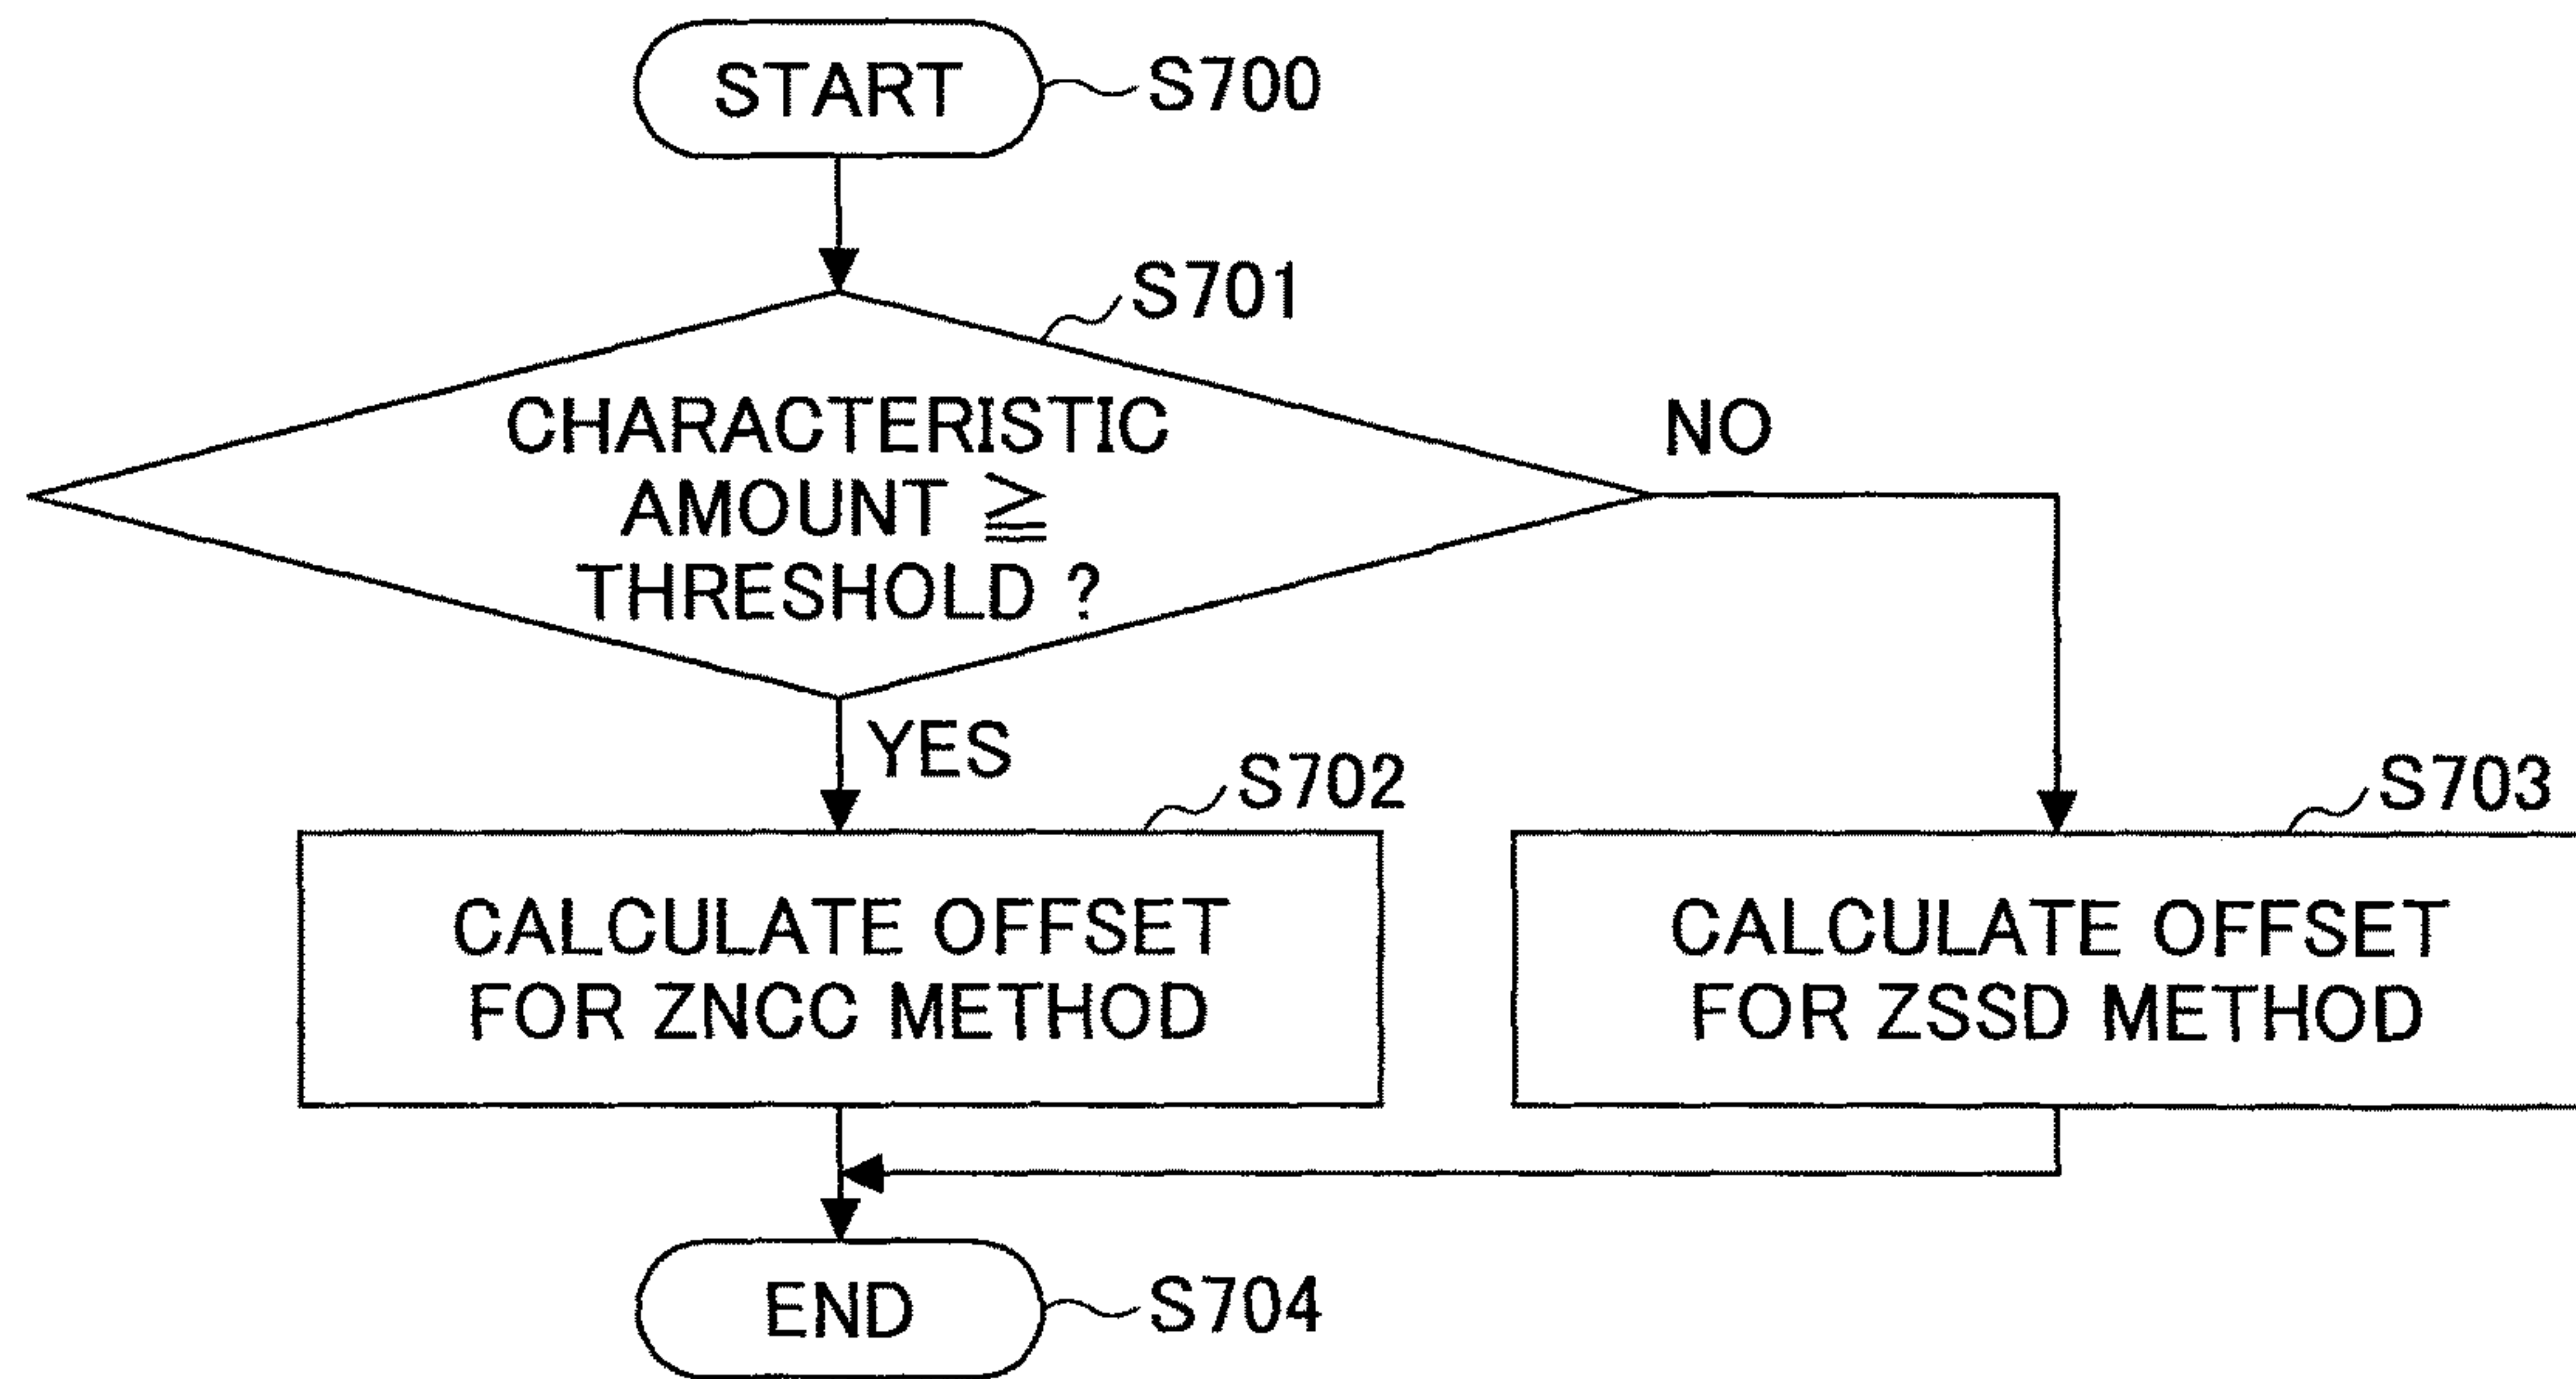 START
S700
S701
CHARACTERISTIC
AMOUNT ≧
THRESHOLD ?
NO
YES
S702
CALCULATE OFFSET
FOR ZNCC METHOD
S703
CALCULATE OFFSET
FOR ZSSD METHOD
END
S704